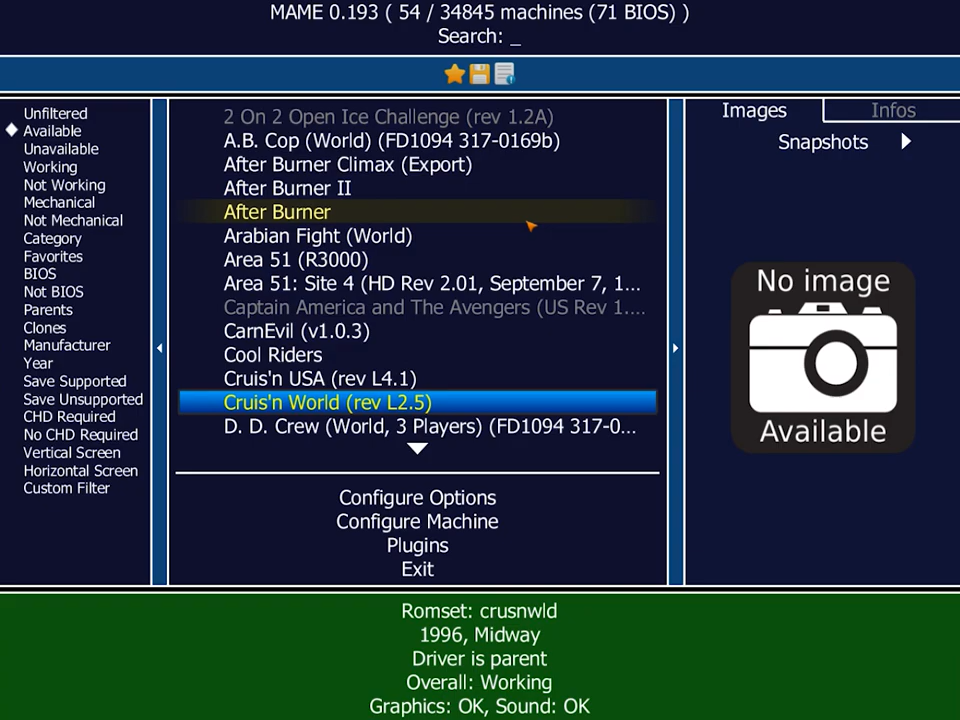 MAME 0.193 ( 54 / 34845 machines (71 BIOS) )
Search: _
Unfiltered
Available
Unavailable
Working
Not Working
Mechanical
Not Mechanical
Category
Favorites
BIOS
Not BIOS
Parents
Clones
Manufacturer
Year
Save Supported
Save Unsupported
CHD Required
No CHD Required
Vertical Screen
Horizontal Screen
Custom Filter
2 On 2 Open Ice Challenge (rev 1.2A)
A.B. Cop (World) (FD1094 317-0169b)
After Burner Climax (Export)
After Burner II
After Burner
Arabian Fight (World)
Area 51 (R3000)
Area 51: Site 4 (HD Rev 2.01, September 7, 1...
Captain America and The Avengers (US Rev 1....
CarnEvil (v1.0.3)
Cool Riders
Cruis'n USA (rev L4.1)
Cruis'n World (rev L2.5)
D. D. Crew (World, 3 Players) (FD1094 317-0...
Configure Options
Configure Machine
Plugins
Exit
Images
Infos
Snapshots
No image
Available
Romset: crusnwld
1996, Midway
Driver is parent
Overall: Working
Graphics: OK, Sound: OK